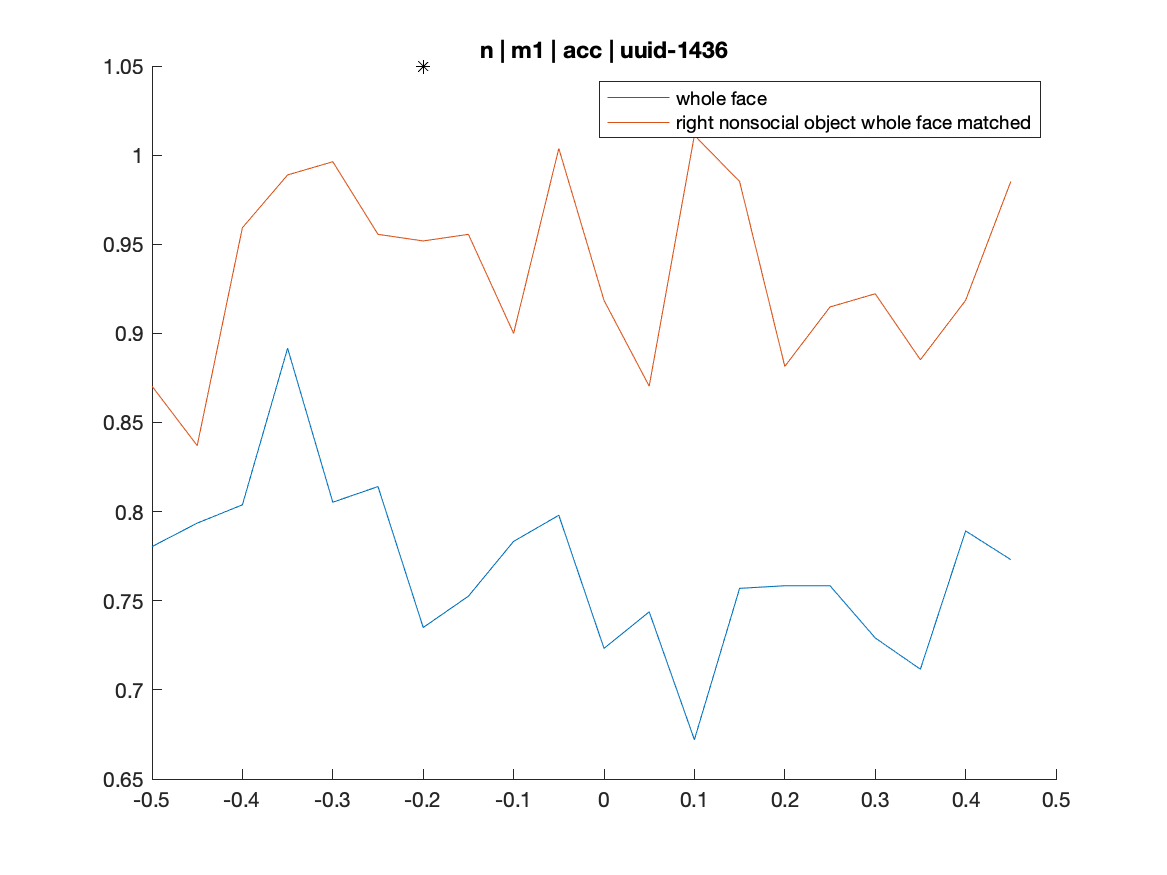 n | m1 | acc | uuid-1436
whole face
right nonsocial object whole face matched
1.05
1
0.95
0.9
0.85
0.8
0.75
0.7
0.65
-0.5 -0.4 -0.3 -0.2 -0.1 0 0.1 0.2 0.3 0.4 0.5